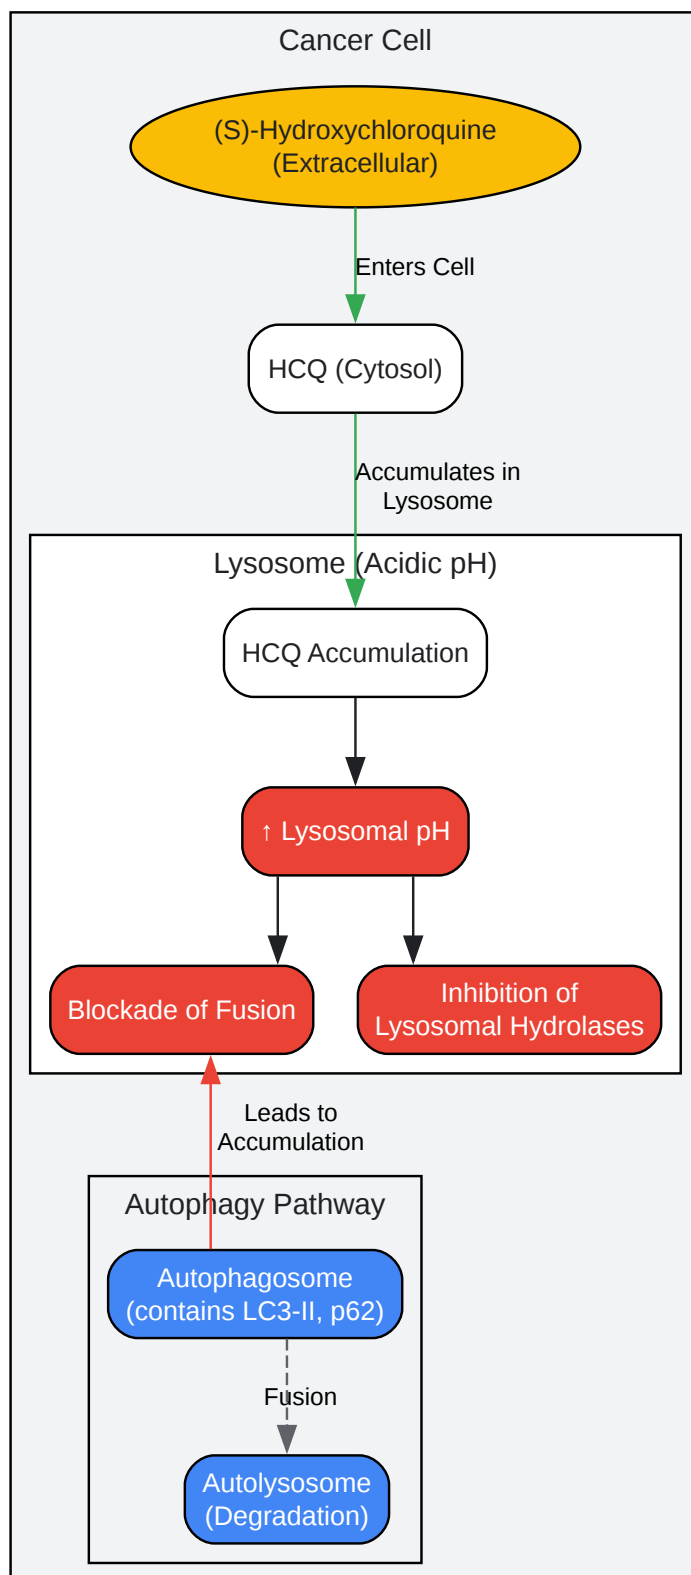 Cancer Cell
(S)-Hydroxychloroquine
(Extracellular)
Enters Cell
HCQ (Cytosol)
Accumulates in
Lysosome
Lysosome (Acidic pH)
HCQ Accumulation
↑ Lysosomal pH
Blockade of Fusion
Inhibition of
Lysosomal Hydrolases
Leads to
Accumulation
Autophagy Pathway
Autophagosome
(contains LC3-II, p62)
Fusion
Autolysosome
(Degradation)